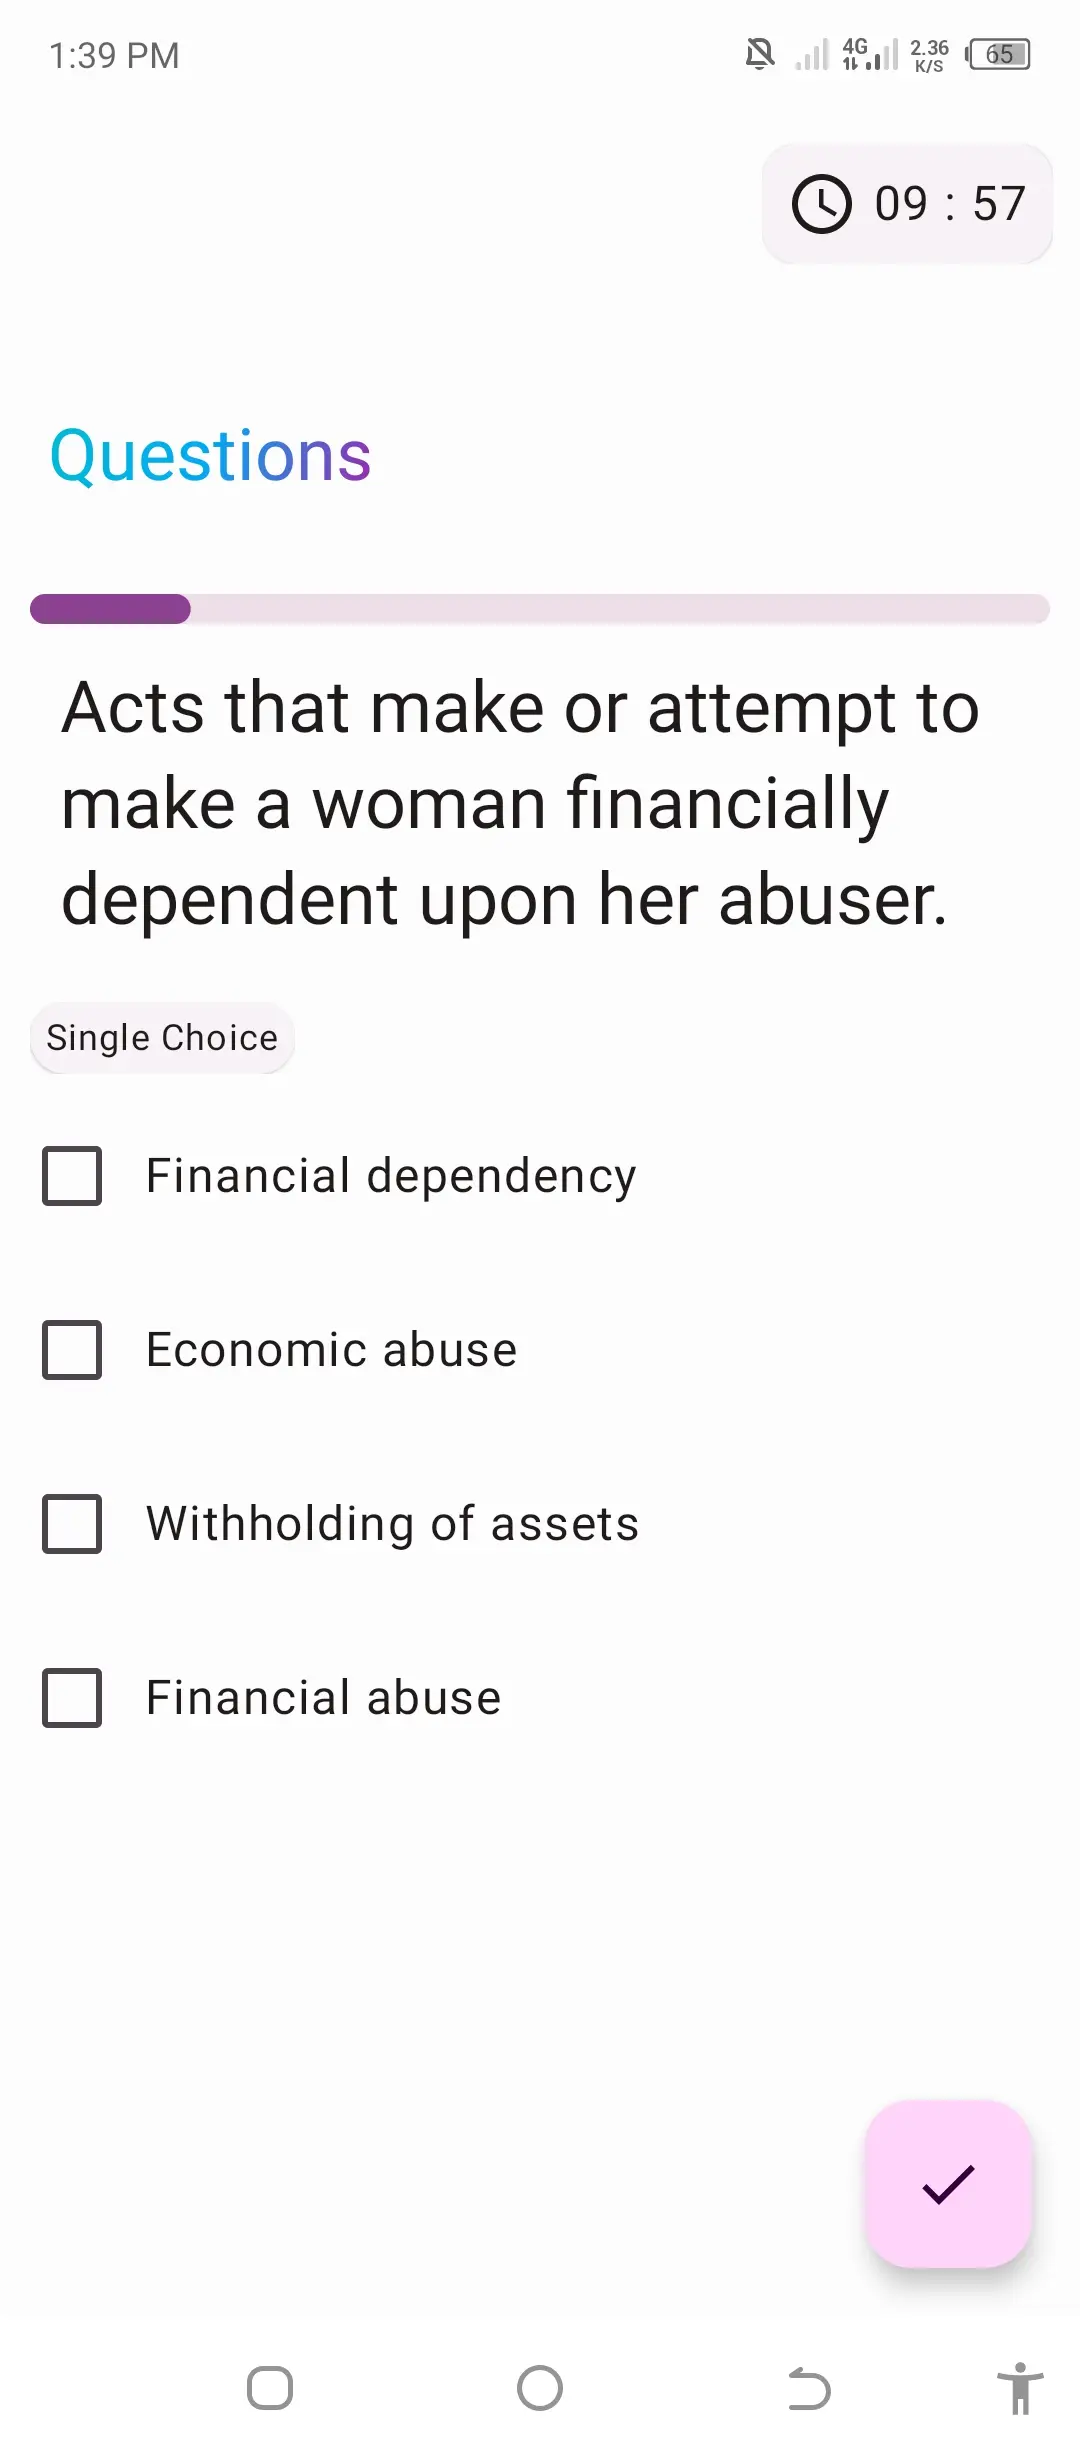 1:39 PM
4G
2.36
K/S
65
09 : 57
Questions
Acts that make or attempt to
make a woman financially
dependent upon her abuser.
Single Choice
Financial dependency
Economic abuse
Withholding of assets
Financial abuse